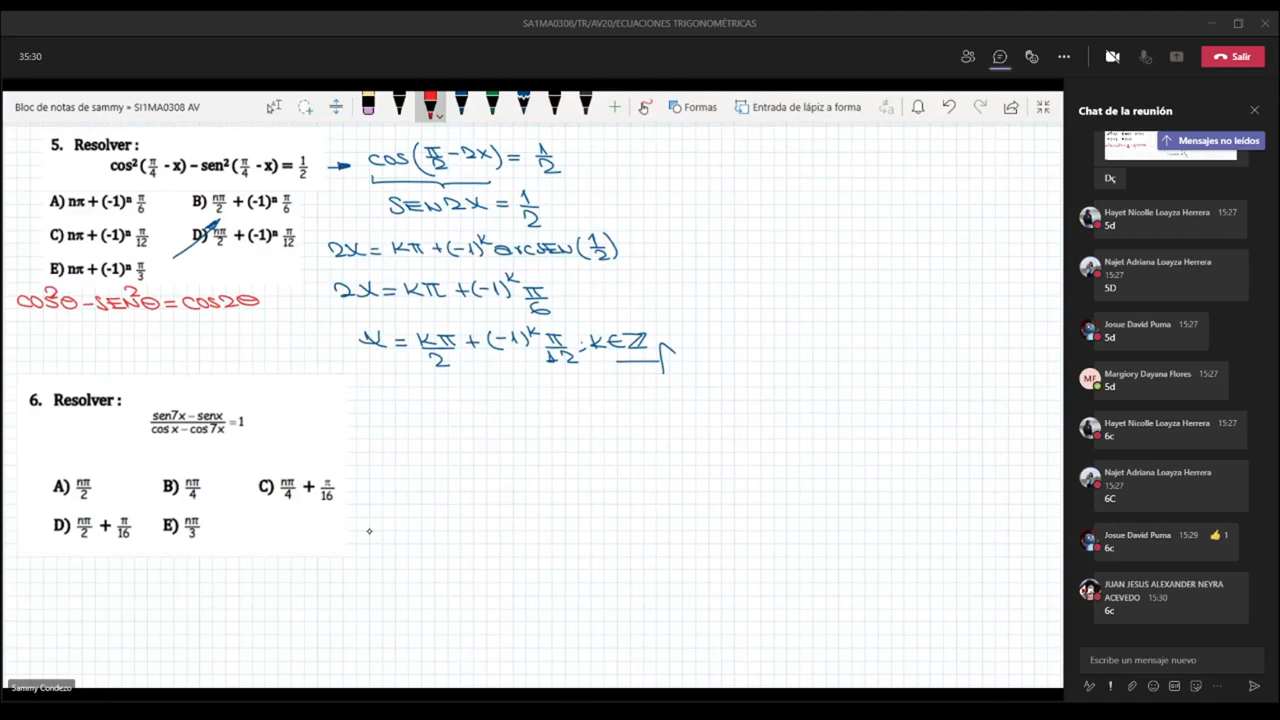 SA1MA0308/TR/AV20/ECUACIONES TRIGONOMÉTRICAS
35:30
Salir
Bloc de notas de sammy » SI1MA0308 AV
Formas
Entrada de lápiz a forma
5. Resolver :
cos²(π/4 - x) – sen²(π/4 - x) = 1/2
A) nπ + (-1)ⁿ π/6
B) nπ/2 + (-1)ⁿ π/6
C) nπ + (-1)ⁿ π/12
D) nπ/2 + (-1)ⁿ π/12
E) nπ + (-1)ⁿ π/3
COS²θ - SEN²θ = COS2θ
→ cos(π/2 - 2x) = 1/2
SEN2X = 1/2
2X = kπ + (-1)ᵏ arcSEN(1/2)
2X = kπ + (-1)ᵏ π/6
X = kπ/2 + (-1)ᵏ π/12 ; k ∈ ℤ
6. Resolver :
sen7x – senx / cos x – cos 7x = 1
A) nπ/2
B) nπ/4
C) nπ/4 + π/16
D) nπ/2 + π/16
E) nπ/3
Sammy Condezo
Chat de la reunión
Mensajes no leídos
Dç
Hayet Nicolle Loayza Herrera 15:27
5d
Najet Adriana Loayza Herrera
15:27
5D
Josue David Puma 15:27
5d
MF
Margiory Dayana Flores 15:27
5d
Hayet Nicolle Loayza Herrera 15:27
6c
Najet Adriana Loayza Herrera
15:27
6C
Josue David Puma 15:29 👍 1
6c
JUAN JESUS ALEXANDER NEYRA
ACEVEDO 15:30
6c
Escribe un mensaje nuevo
GIF